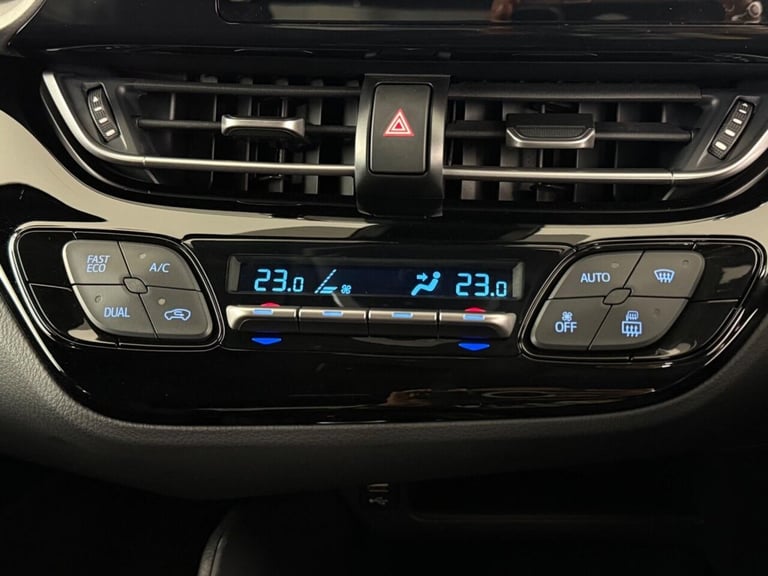 FAST
ECO
A/C
DUAL
23.0
23.0
AUTO
OFF